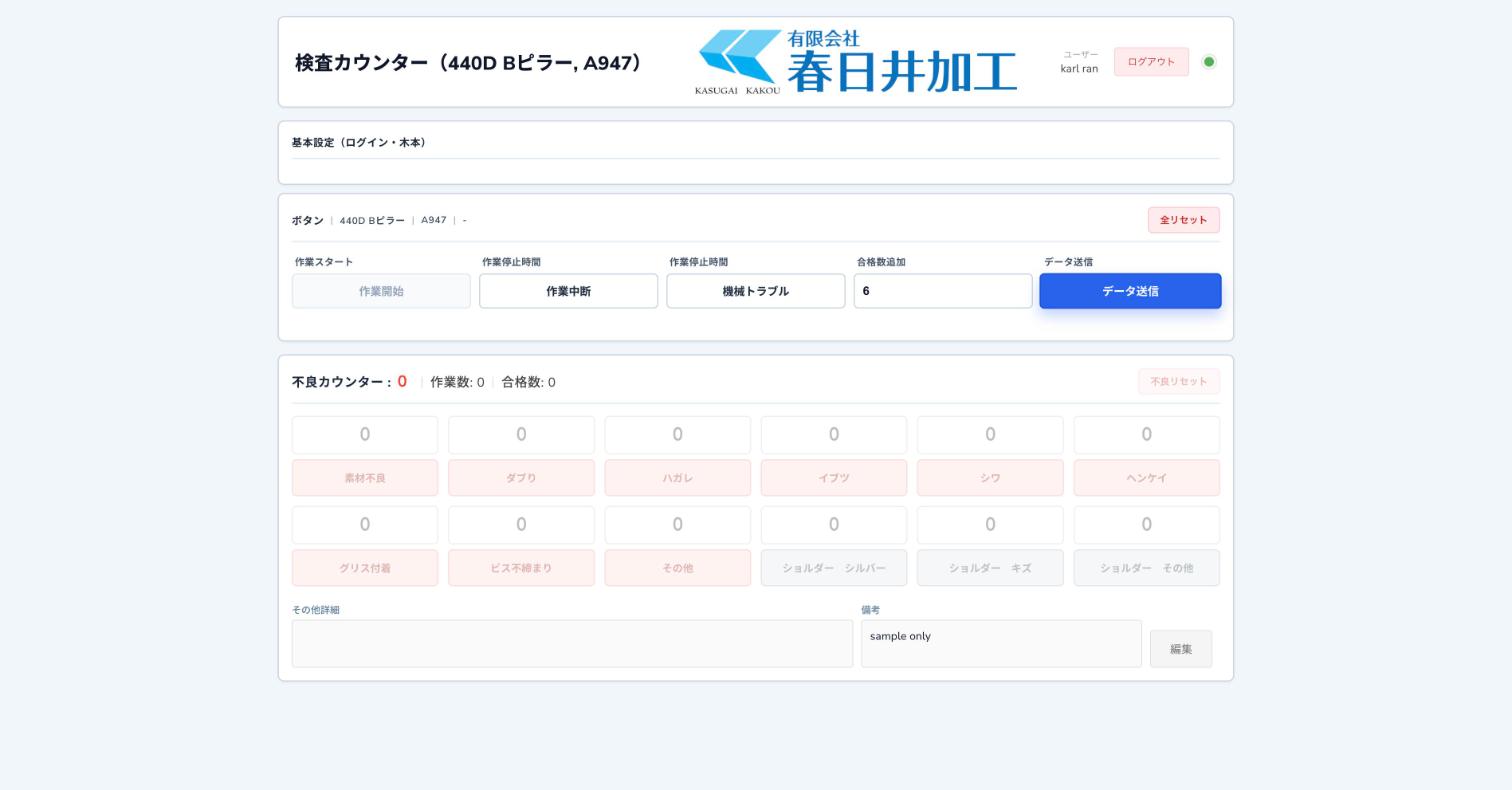 検査カウンター（440D Bピラー, A947）
有限会社
春日井加工
KASUGAI KAKOU
ユーザー
karl ran
ログアウト
基本設定（ログイン・木本）
ボタン | 440D Bピラー | A947 | -
全リセット
作業スタート 作業停止時間 作業停止時間 合格数追加 データ送信
作業開始 作業中断 機械トラブル 6 データ送信
不良カウンター : 0 | 作業数: 0 | 合格数: 0
不良リセット
0 0 0 0 0 0
素材不良 ダブり ハガレ イブツ シワ ヘンケイ
0 0 0 0 0 0
グリス付着 ビス不締まり その他 ショルダー　シルバー ショルダー　キズ ショルダー　その他
その他詳細 備考
sample only
編集